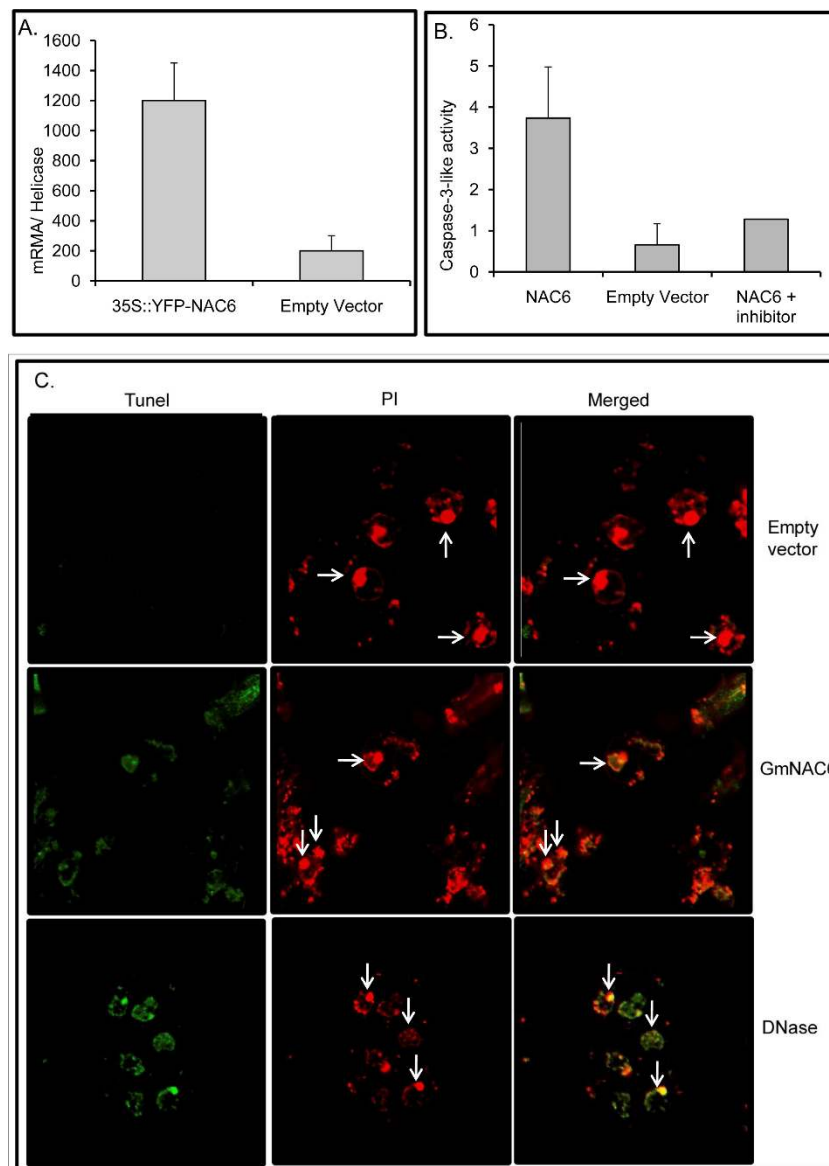 A.
1600
1400
1200
1000
800
600
400
200
0
mRMA/ Helicase
35S::YFP-NAC6
Empty Vector
B.
6
5
4
3
2
1
0
Caspase-3-like activity
NAC6
Empty Vector
NAC6 +
inhibitor
C.
Tunel
PI
Merged
Empty
vector
GmNAC6
DNase